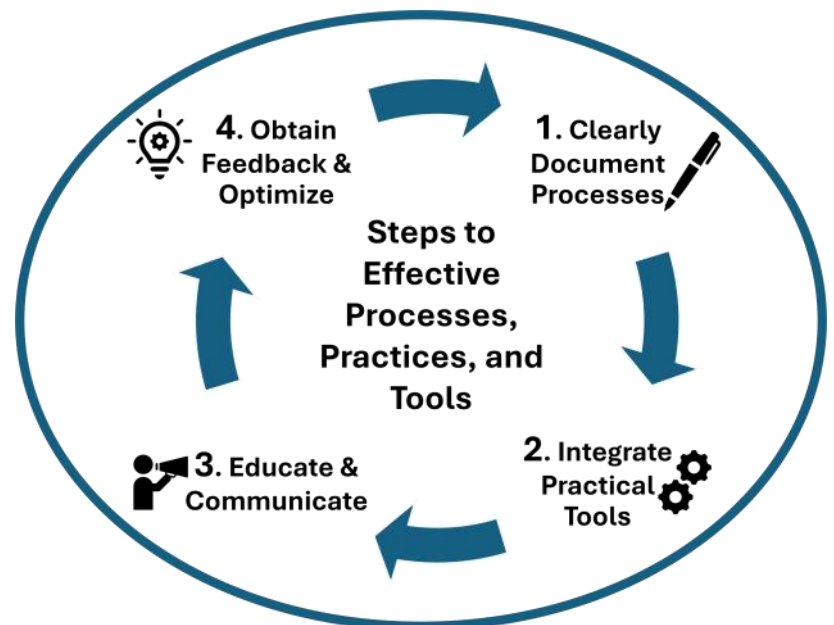 Steps to
Effective
Processes,
Practices, and
Tools
1. Clearly
Document
Processes
2. Integrate
Practical
Tools
3. Educate &
Communicate
4. Obtain
Feedback &
Optimize